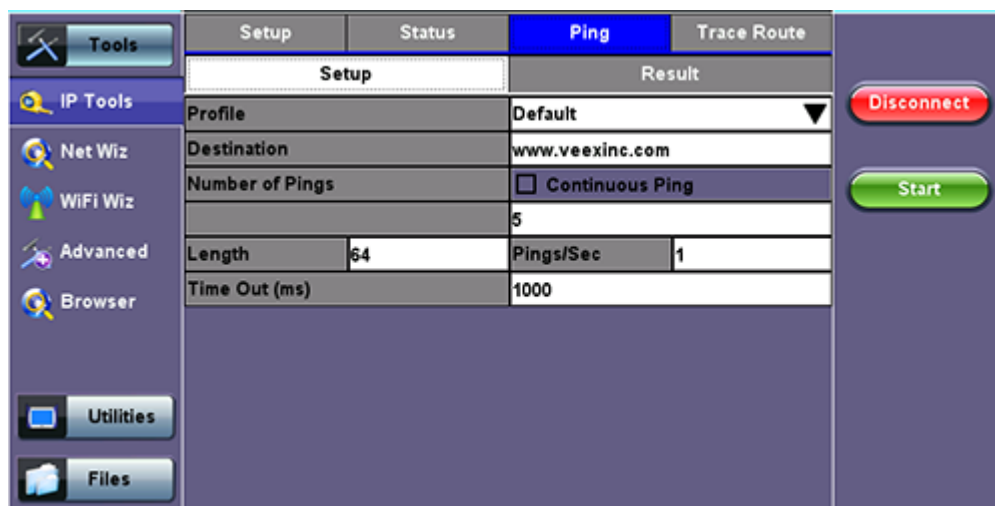 Tools
Setup Status Ping Trace Route
Setup Result
IP Tools
Profile Default
Disconnect
Net Wiz
Destination www.veexinc.com
Number of Pings Continuous Ping
Start
WiFi Wiz
5
Advanced
Length 64 Pings/Sec 1
Time Out (ms) 1000
Browser
Utilities
Files